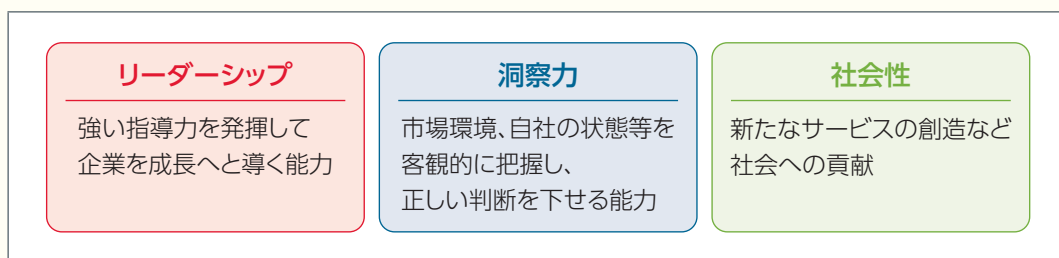 リーダーシップ
強い指導力を発揮して
企業を成長へと導く能力
洞察力
市場環境、自社の状態等を
客観的に把握し、
正しい判断を下せる能力
社会性
新たなサービスの創造など
社会への貢献